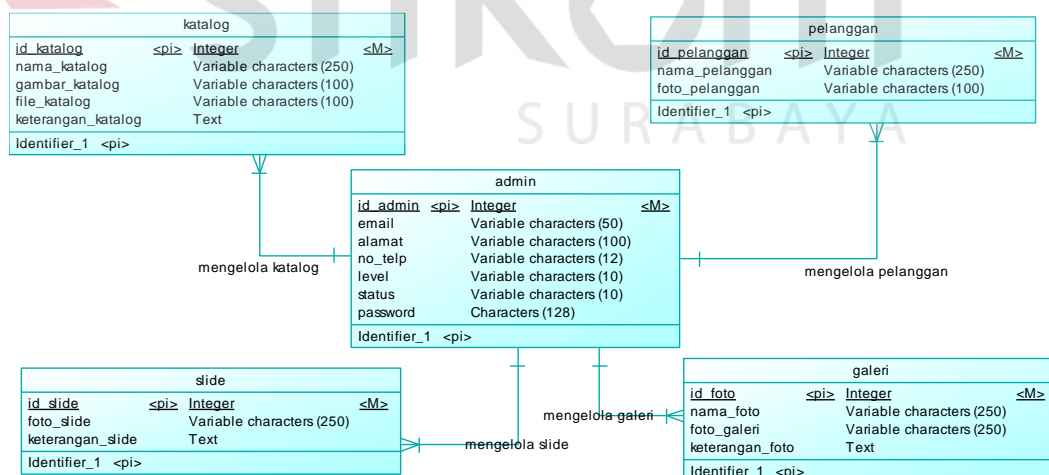 katalog
id_katalog <pi> Integer <M>
nama_katalog Variable characters (250)
gambar_katalog Variable characters (100)
file_katalog Variable characters (100)
keterangan_katalog Text
Identifier_1 <pi>
pelanggan
id_pelanggan <pi> Integer <M>
nama_pelanggan Variable characters (250)
foto_pelanggan Variable characters (100)
Identifier_1 <pi>
SURABAYA
admin
id_admin <pi> Integer <M>
email Variable characters (50)
alamat Variable characters (100)
no_telp Variable characters (12)
level Variable characters (10)
status Variable characters (10)
password Characters (128)
Identifier_1 <pi>
mengelola katalog
mengelola pelanggan
slide
id_slide <pi> Integer <M>
foto_slide Variable characters (250)
keterangan_slide Text
Identifier_1 <pi>
mengelola slide
mengelola galeri
galeri
id_foto <pi> Integer <M>
nama_foto Variable characters (250)
foto_galeri Variable characters (250)
keterangan_foto Text
Identifier_1 <pi>